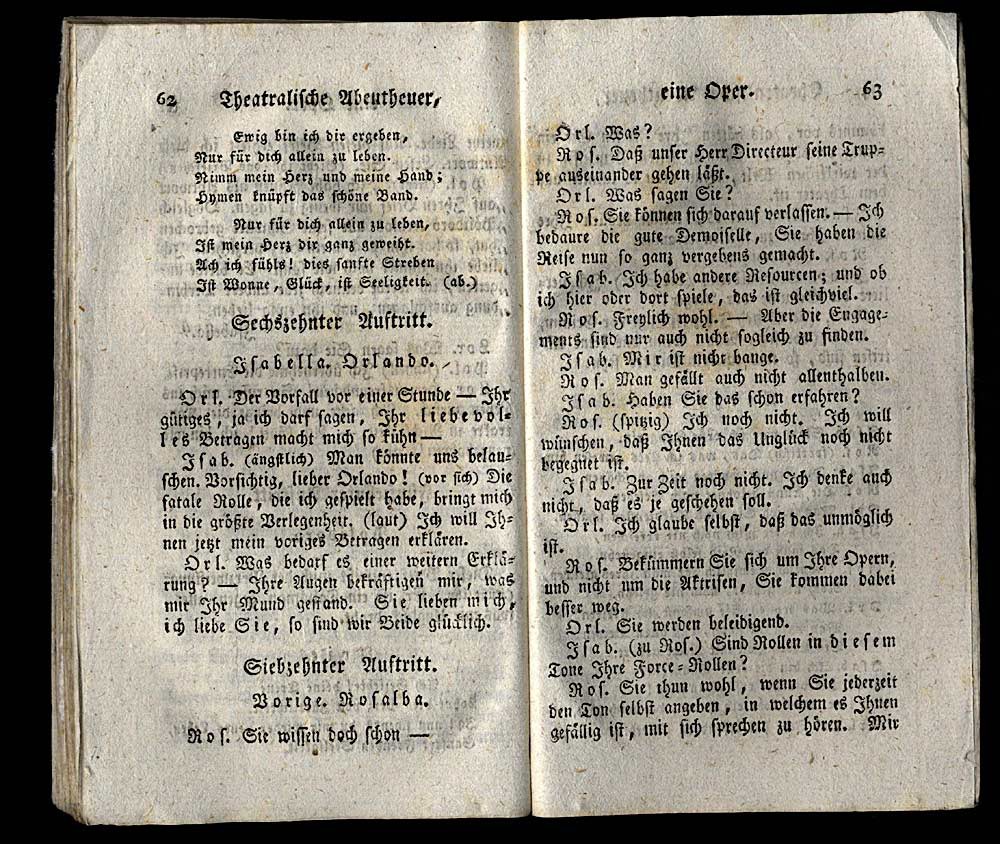 62 Theatralische Abentheuer,
Ewig bin ich dir ergeben,
Nur für dich allein zu leben.
Nimm mein Herz und meine Hand;
Hymen knüpft das schöne Band.
Nur für dich allein zu leben,
Ist mein Herz dir ganz geweiht.
Ach ich fühls! dies sanfte Streben
Ist Wonne, Glück, ist Seeligkeit. (ab.)
Sechszehnter Auftritt.
Isabella. Orlando.
Orl. Der Vorfall vor einer Stunde — Ihr
gütiges, ja ich darf sagen, Ihr liebevol-
les Betragen macht mich so kühn —
Isab. (ängstlich) Man könnte uns belau-
schen. Vorsichtig, lieber Orlando! (vor sich) Die
fatale Rolle, die ich gespielt habe, bringt mich
in die größte Verlegenheit. (laut) Ich will Ih-
nen jetzt mein voriges Betragen erklären.
Orl. Was bedarf es einer weitern Erklä-
rung? — Ihre Augen bekräftigen mir, was
mir Ihr Mund gestand. Sie lieben mich,
ich liebe Sie, so sind wir Beide glücklich.
Siebzehnter Auftritt.
Vorige. Rosalba.
Ros. Sie wissen doch schon —
eine Oper. 63
Orl. Was?
Ros. Daß unser Herr Directeur seine Trup-
pe auseinander gehen läßt.
Orl. Was sagen Sie?
Ros. Sie können sich darauf verlassen. — Ich
bedaure die gute Demoiselle, Sie haben die
Reise nun so ganz vergebens gemacht.
Isab. Ich habe andere Resourcen; und ob
ich hier oder dort spiele, das ist gleichviel.
Ros. Freylich wohl. — Aber die Engage-
ments sind nur auch nicht sogleich zu finden.
Isab. Mir ist nicht bange.
Ros. Man gefällt auch nicht allenthalben.
Isab. Haben Sie das schon erfahren?
Ros. (spitzig) Ich noch nicht. Ich will
wünschen, daß Ihnen das Unglück noch nicht
begegnet ist.
Isab. Zur Zeit noch nicht. Ich denke auch
nicht, daß es je geschehen soll.
Orl. Ich glaube selbst, daß das unmöglich
ist.
Ros. Bekümmern Sie sich um Ihre Opern,
und nicht um die Aktrisen, Sie kommen dabei
besser weg.
Orl. Sie werden beleidigend.
Isab. (zu Ros.) Sind Rollen in diesem
Tone Ihre Force-Rollen?
Ros. Sie thun wohl, wenn Sie jederzeit
den Ton selbst angeben, in welchem es Ihnen
gefällig ist, mit sich sprechen zu hören. Mir